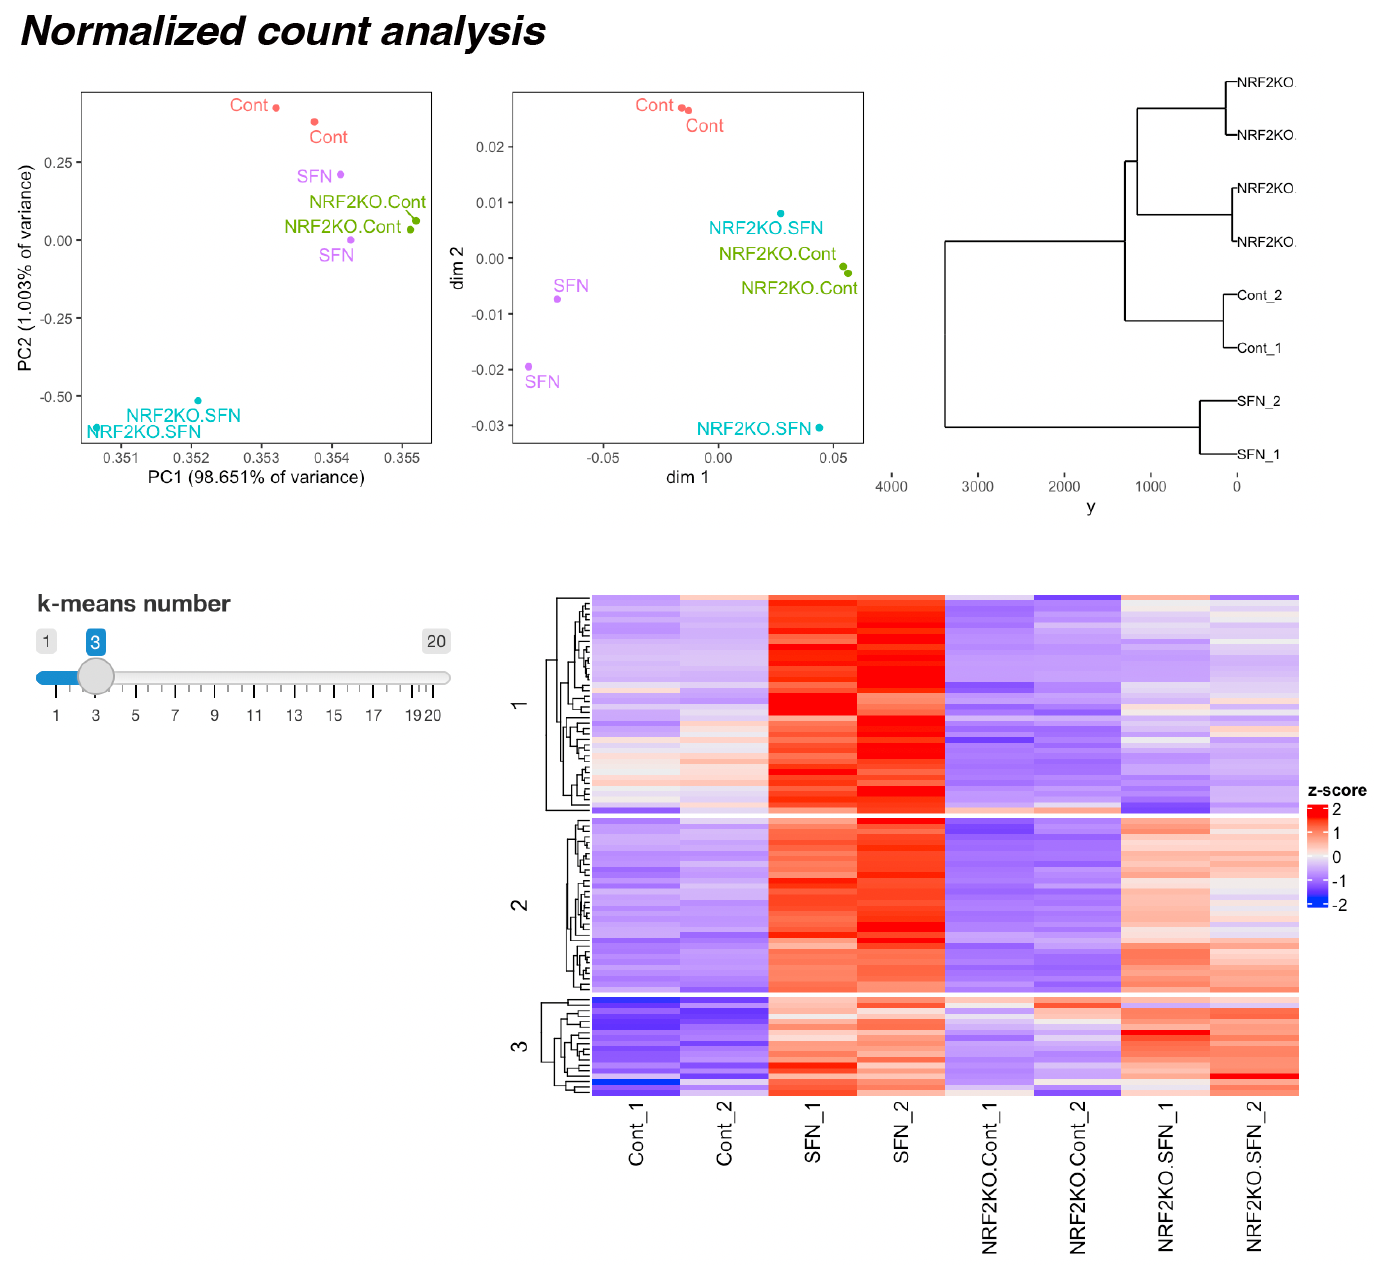 Normalized count analysis
Cont
Cont
SFN
NRF2KO.Cont
NRF2KO.Cont
SFN
NRF2KO.SFN
NRF2KO.SFN
0.25
0.00
-0.25
-0.50
PC2 (1.003% of variance)
0.351
0.352
0.353
0.354
0.355
PC1 (98.651% of variance)
Cont
Cont
NRF2KO.SFN
NRF2KO.Cont
NRF2KO.Cont
SFN
SFN
NRF2KO.SFN
0.02
0.01
0.00
-0.01
-0.02
-0.03
dim 2
-0.05
0.00
0.05
dim 1
NRF2KO.
NRF2KO.
NRF2KO.
NRF2KO.
Cont_2
Cont_1
SFN_2
SFN_1
4000
3000
2000
1000
0
y
k-means number
1
3
20
1
3
5
7
9
11
13
15
17
19
20
1
2
3
Cont_1
Cont_2
SFN_1
SFN_2
NRF2KO.Cont_1
NRF2KO.Cont_2
NRF2KO.SFN_1
NRF2KO.SFN_2
z-score
2
1
0
-1
-2